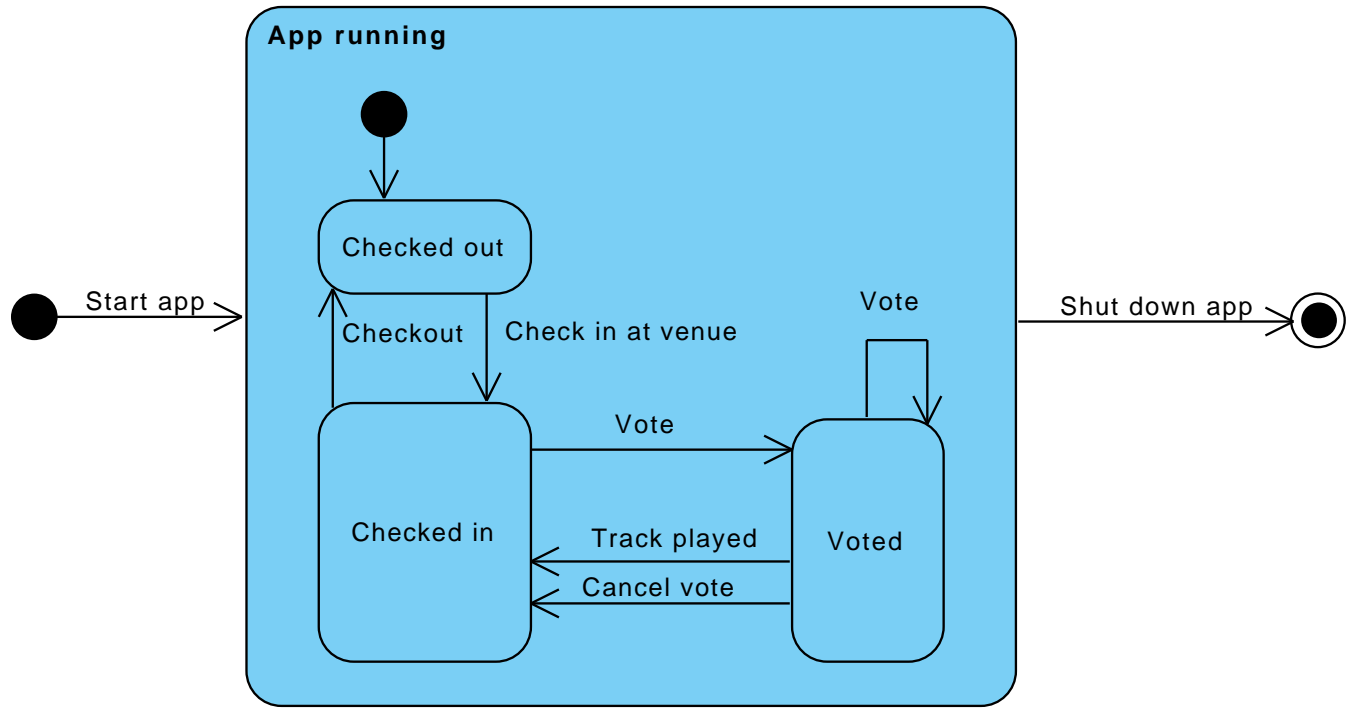 App running
Checked out
Start app
Checkout
Check in at venue
Vote
Shut down app
Vote
Checked in
Track played
Voted
Cancel vote